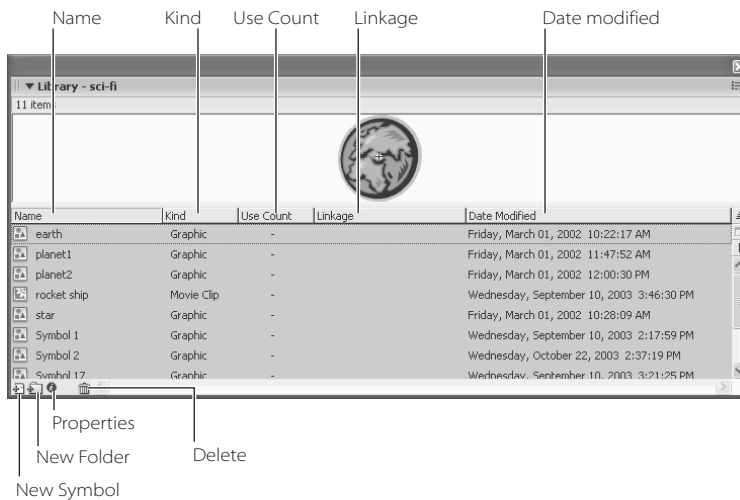 Name Kind Use Count Linkage Date modified
Library - sci-fi
11 items
Name Kind Use Count Linkage Date Modified
earth Graphic - Friday, March 01, 2002 10:22:17 AM
planet1 Graphic - Friday, March 01, 2002 11:47:52 AM
planet2 Graphic - Friday, March 01, 2002 12:00:30 PM
rocket ship Movie Clip - Wednesday, September 10, 2003 3:46:30 PM
star Graphic - Friday, March 01, 2002 10:28:09 AM
Symbol 1 Graphic - Wednesday, September 10, 2003 2:17:59 PM
Symbol 2 Graphic - Wednesday, October 22, 2003 2:37:19 PM
Symbol 17 Graphic - Wednesday, September 10, 2003 3:21:25 PM
Properties
New Folder Delete
New Symbol